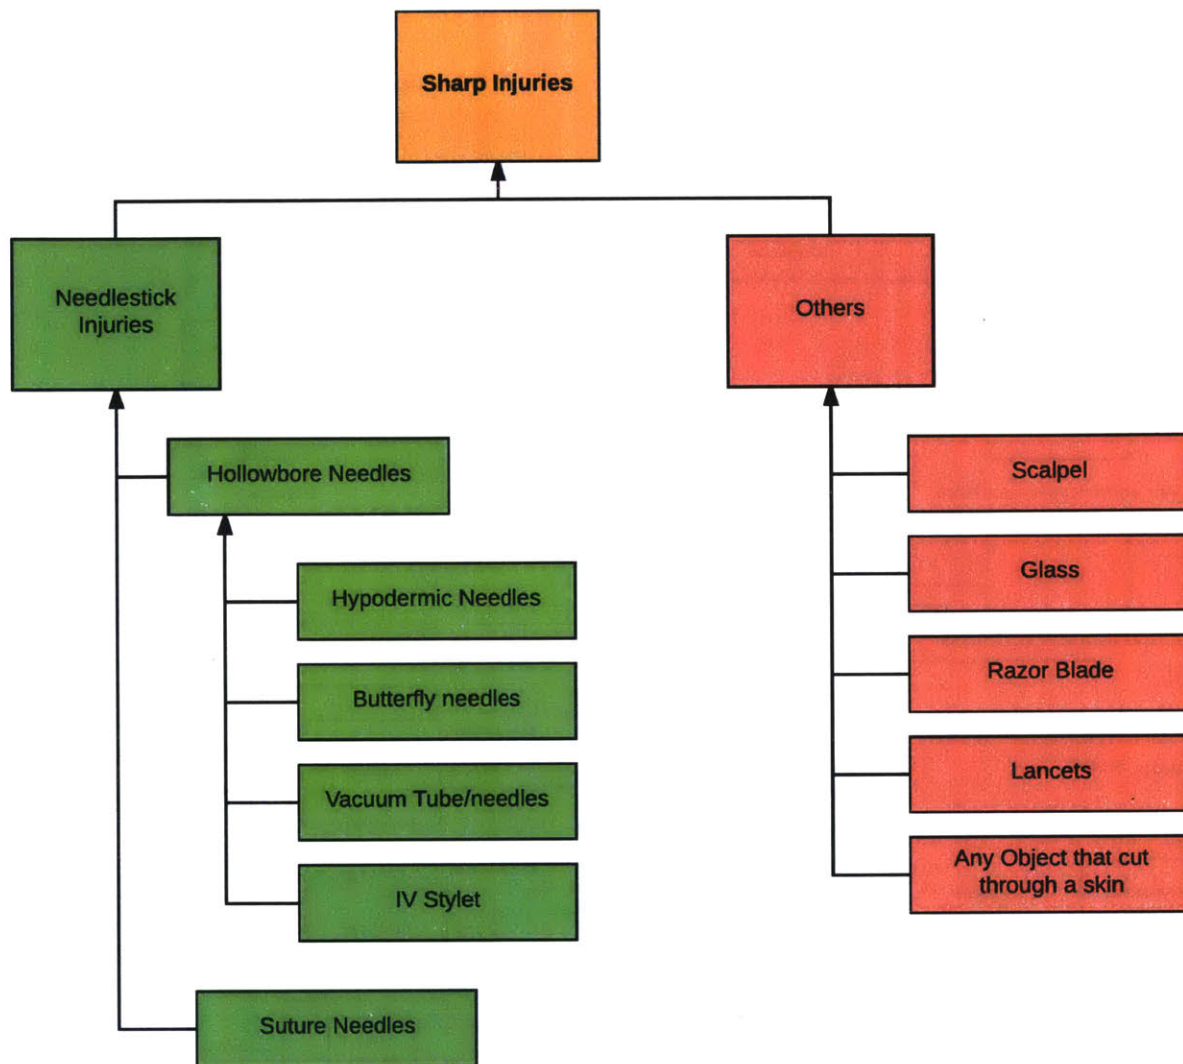 Sharp Injuries
Needlestick
Injuries
Others
Hollowbore Needles
Hypodermic Needles
Butterfly needles
Vacuum Tube/needles
IV Stylet
Suture Needles
Scalpel
Glass
Razor Blade
Lancets
Any Object that cut
through a skin